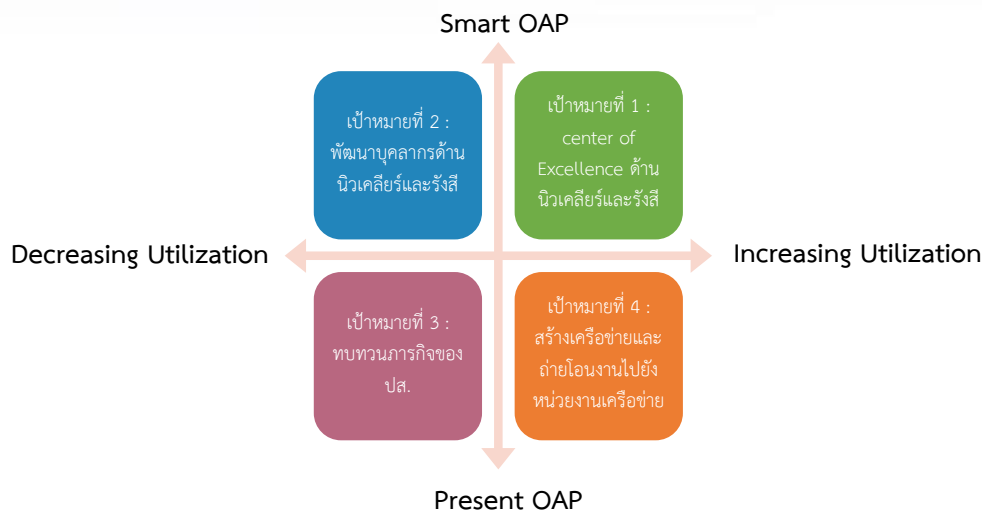 Smart OAP
เป้าหมายที่ 2 :
พัฒนาบุคลากรด้าน
นิวเคลียร์และรังสี
เป้าหมายที่ 1 :
center of
Excellence ด้าน
นิวเคลียร์และรังสี
Decreasing Utilization
Increasing Utilization
เป้าหมายที่ 3 :
ทบทวนภารกิจของ
ปส.
เป้าหมายที่ 4 :
สร้างเครือข่ายและ
ถ่ายโอนงานไปยัง
หน่วยงานเครือข่าย
Present OAP